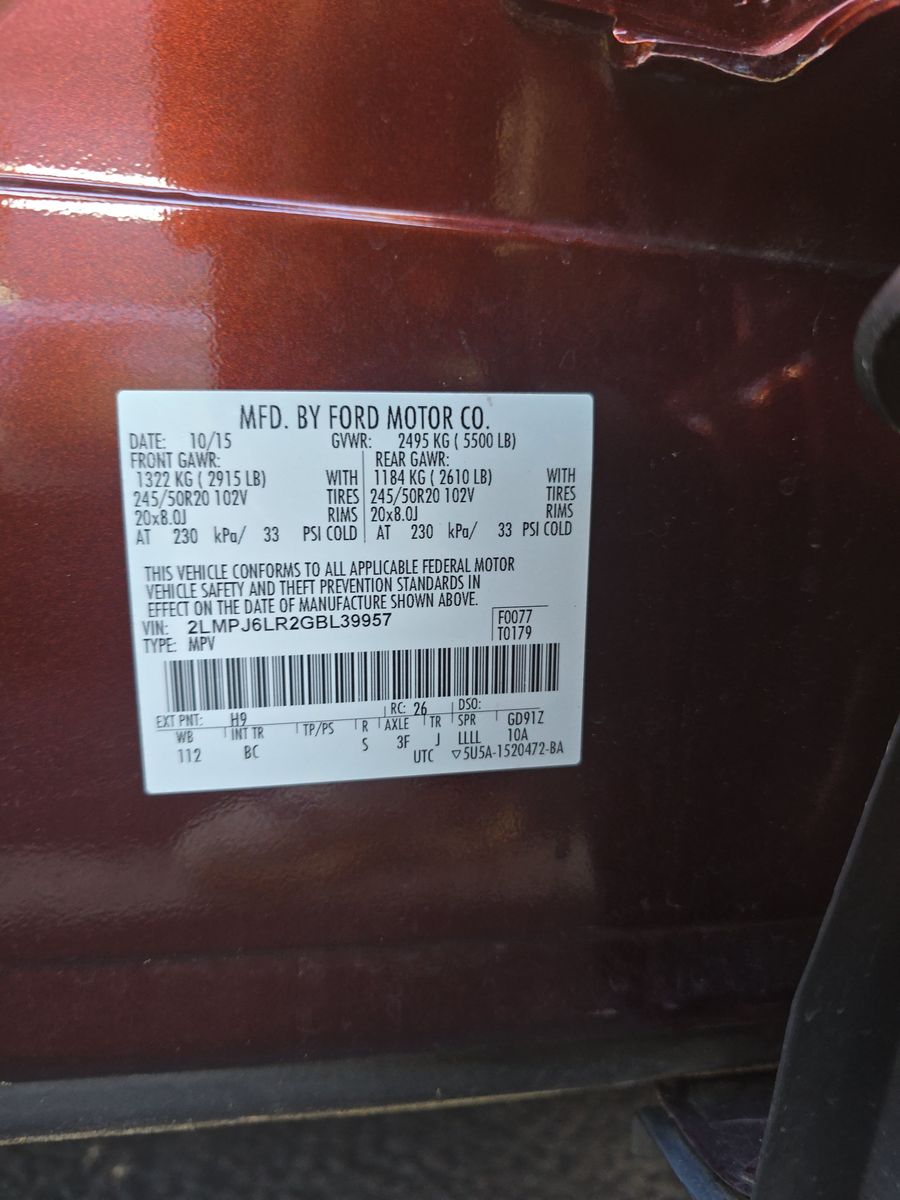 MFD. BY FORD MOTOR CO.
DATE: 10/15 GVWR: 2495 KG ( 5500 LB)
FRONT GAWR: REAR GAWR:
1322 KG ( 2915 LB) WITH 1184 KG ( 2610 LB) WITH
245/50R20 102V TIRES 245/50R20 102V TIRES
20x8.0J RIMS 20x8.0J RIMS
AT 230 kPa/ 33 PSI COLD AT 230 kPa/ 33 PSI COLD
THIS VEHICLE CONFORMS TO ALL APPLICABLE FEDERAL MOTOR
VEHICLE SAFETY AND THEFT PREVENTION STANDARDS IN
EFFECT ON THE DATE OF MANUFACTURE SHOWN ABOVE.
VIN: 2LMPJ6LR2GBL39957 F0077
TYPE: MPV T0179
EXT PNT: H9 RC: 26 DSO:
WB INT TR TP/PS R AXLE TR SPR GD91Z
112 BC S 3F J LLLL 10A
UTC ▽5U5A-1520472-BA